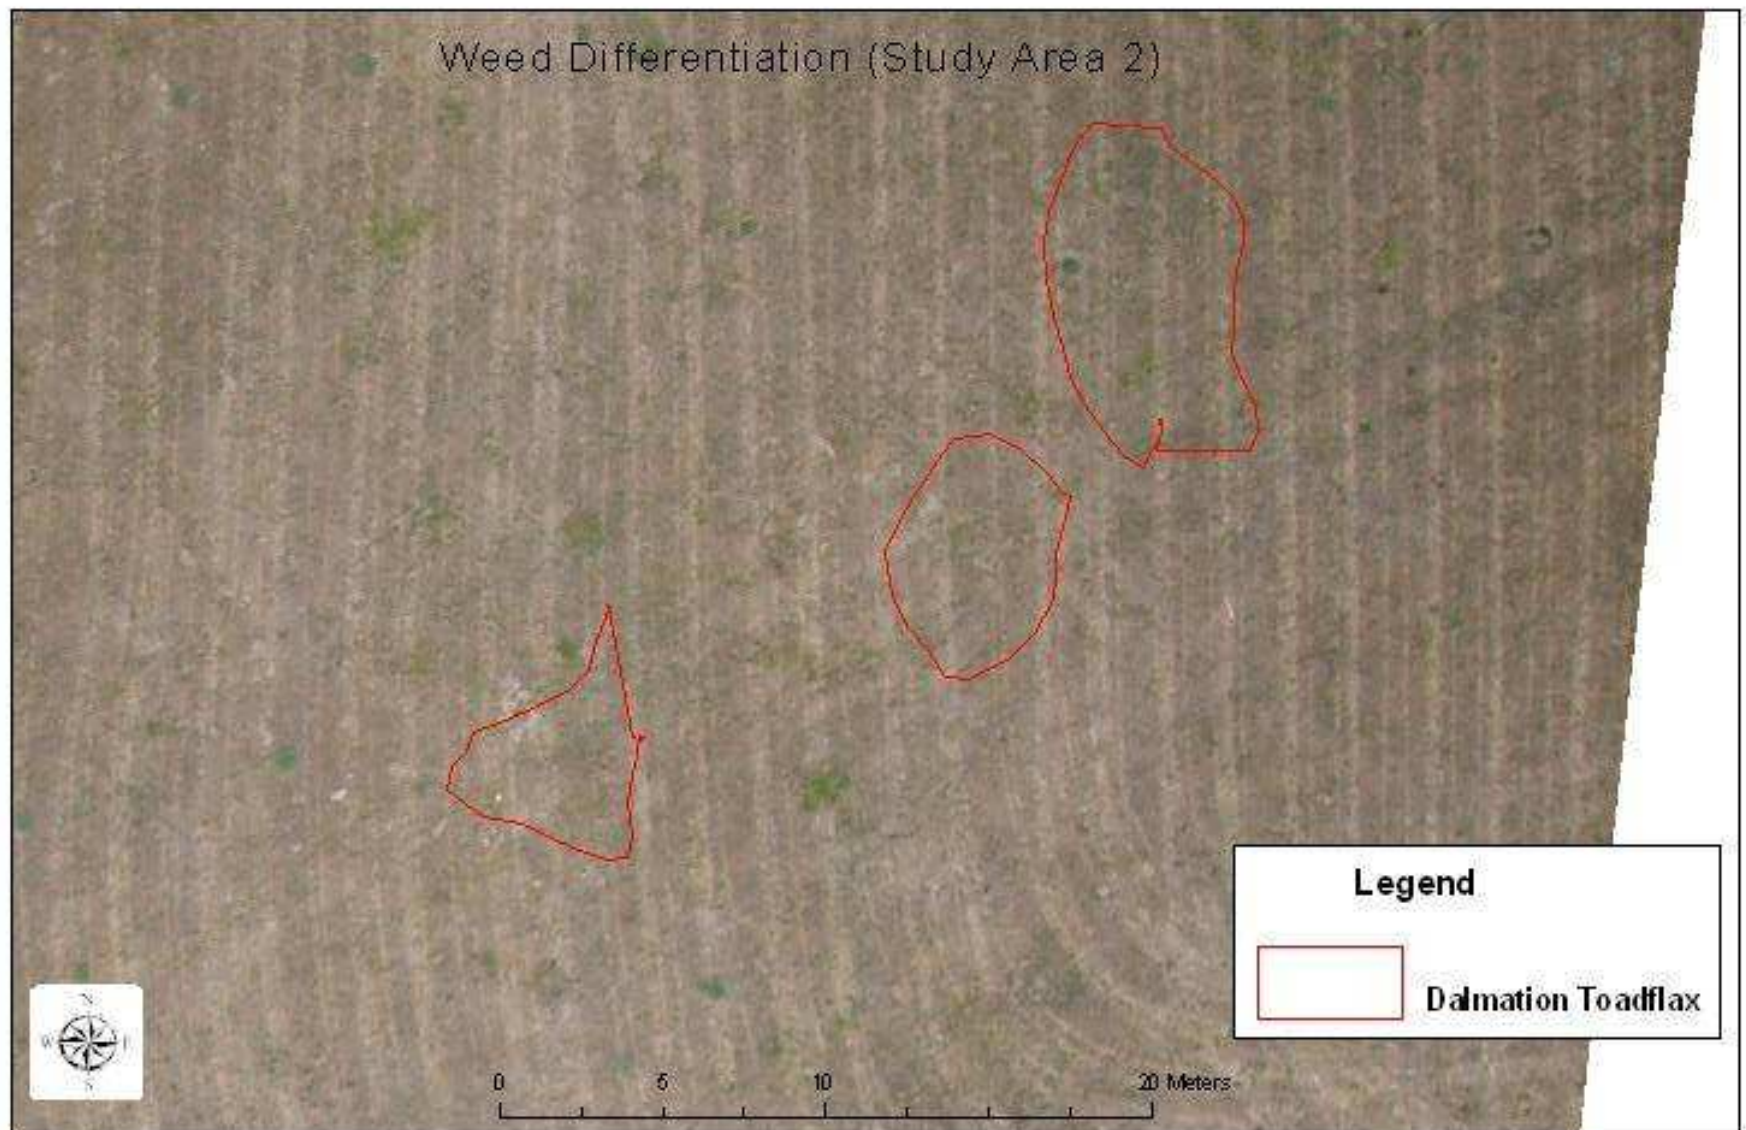 Weed Differentiation (Study Area 2)
Legend
Dalmation Toadflax
N
W E
S
0 5 10 20 Meters